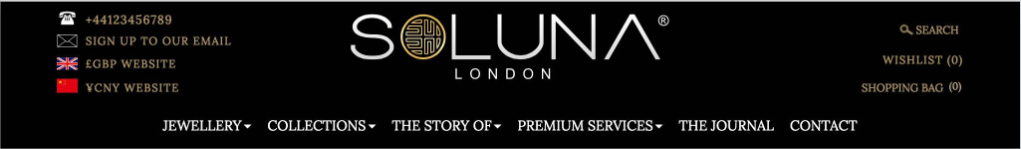 +44123456789
SIGN UP TO OUR EMAIL
£GBP WEBSITE
¥CNY WEBSITE
SOLUNA®
LONDON
SEARCH
WISHLIST (0)
SHOPPING BAG (0)
JEWELLERY COLLECTIONS THE STORY OF PREMIUM SERVICES THE JOURNAL CONTACT